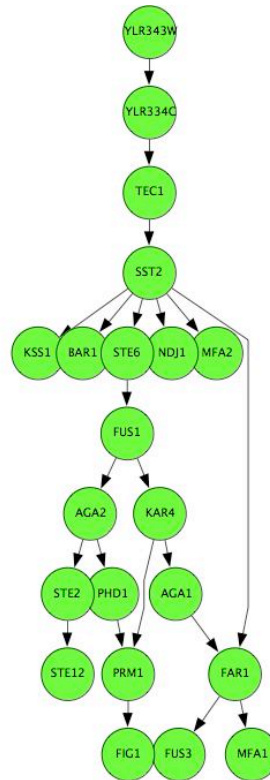 YLR343W
YLR334C
TEC1
SST2
KSS1 BAR1 STE6 NDJ1 MFA2
FUS1
AGA2 KAR4
STE2 PHD1 AGA1
STE12 PRM1 FAR1
FIG1 FUS3 MFA1